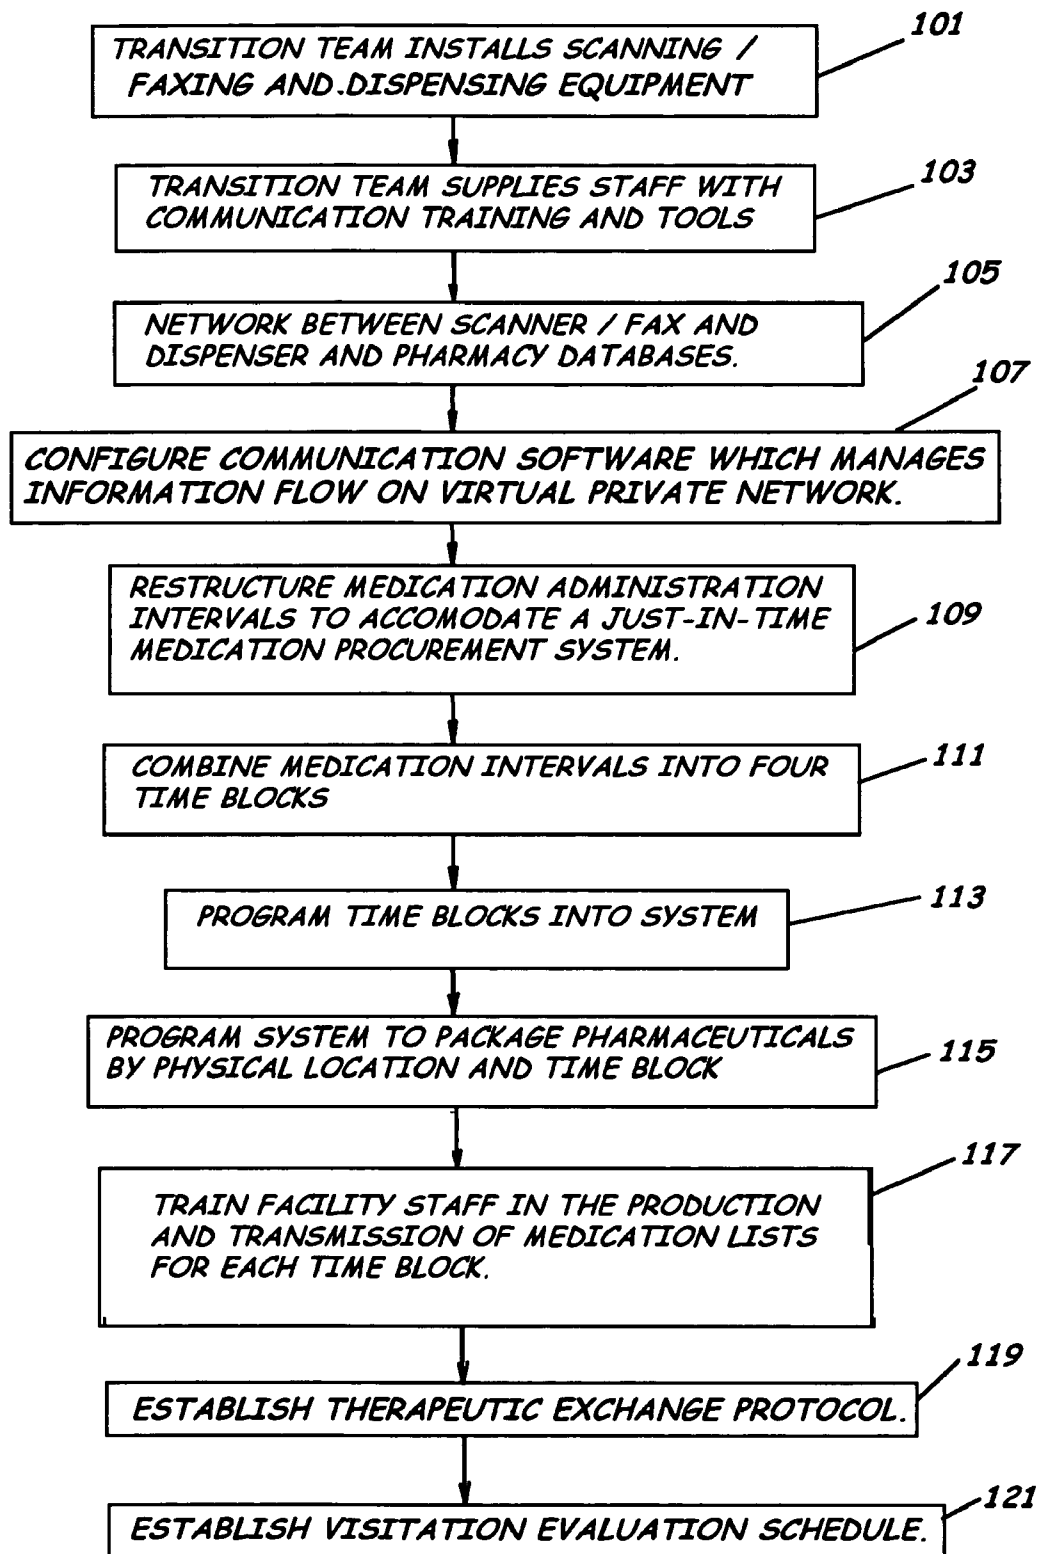 TRANSITION TEAM INSTALLS SCANNING /
FAXING AND.DISPENSING EQUIPMENT
101
TRANSITION TEAM SUPPLIES STAFF WITH
COMMUNICATION TRAINING AND TOOLS
103
NETWORK BETWEEN SCANNER / FAX AND
DISPENSER AND PHARMACY DATABASES.
105
CONFIGURE COMMUNICATION SOFTWARE WHICH MANAGES
INFORMATION FLOW ON VIRTUAL PRIVATE NETWORK.
107
RESTRUCTURE MEDICATION ADMINISTRATION
INTERVALS TO ACCOMODATE A JUST-IN-TIME
MEDICATION PROCUREMENT SYSTEM.
109
COMBINE MEDICATION INTERVALS INTO FOUR
TIME BLOCKS
111
PROGRAM TIME BLOCKS INTO SYSTEM
113
PROGRAM SYSTEM TO PACKAGE PHARMACEUTICALS
BY PHYSICAL LOCATION AND TIME BLOCK
115
TRAIN FACILITY STAFF IN THE PRODUCTION
AND TRANSMISSION OF MEDICATION LISTS
FOR EACH TIME BLOCK.
117
ESTABLISH THERAPEUTIC EXCHANGE PROTOCOL.
119
ESTABLISH VISITATION EVALUATION SCHEDULE.
121